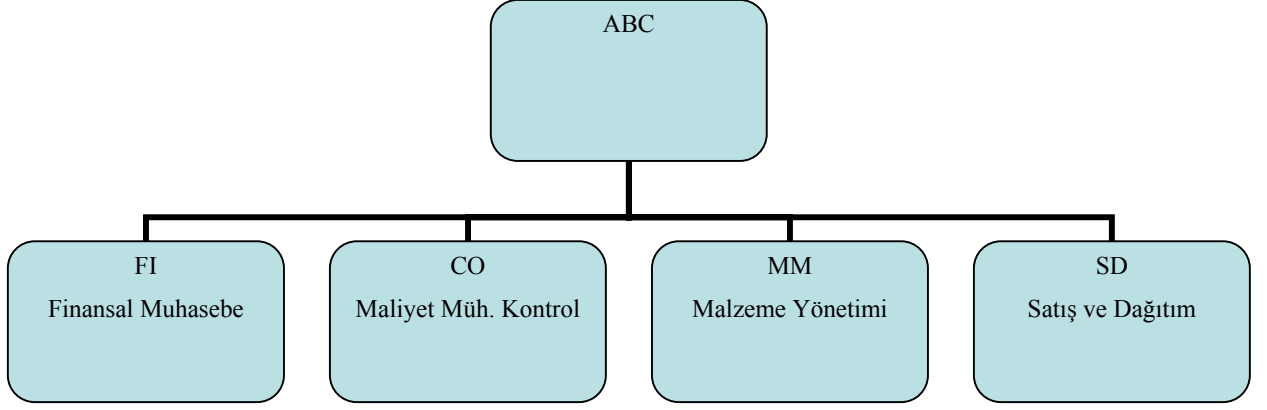 ABC
FI
Finansal Muhasebe
CO
Maliyet Müh. Kontrol
MM
Malzeme Yönetimi
SD
Satış ve Dağıtım